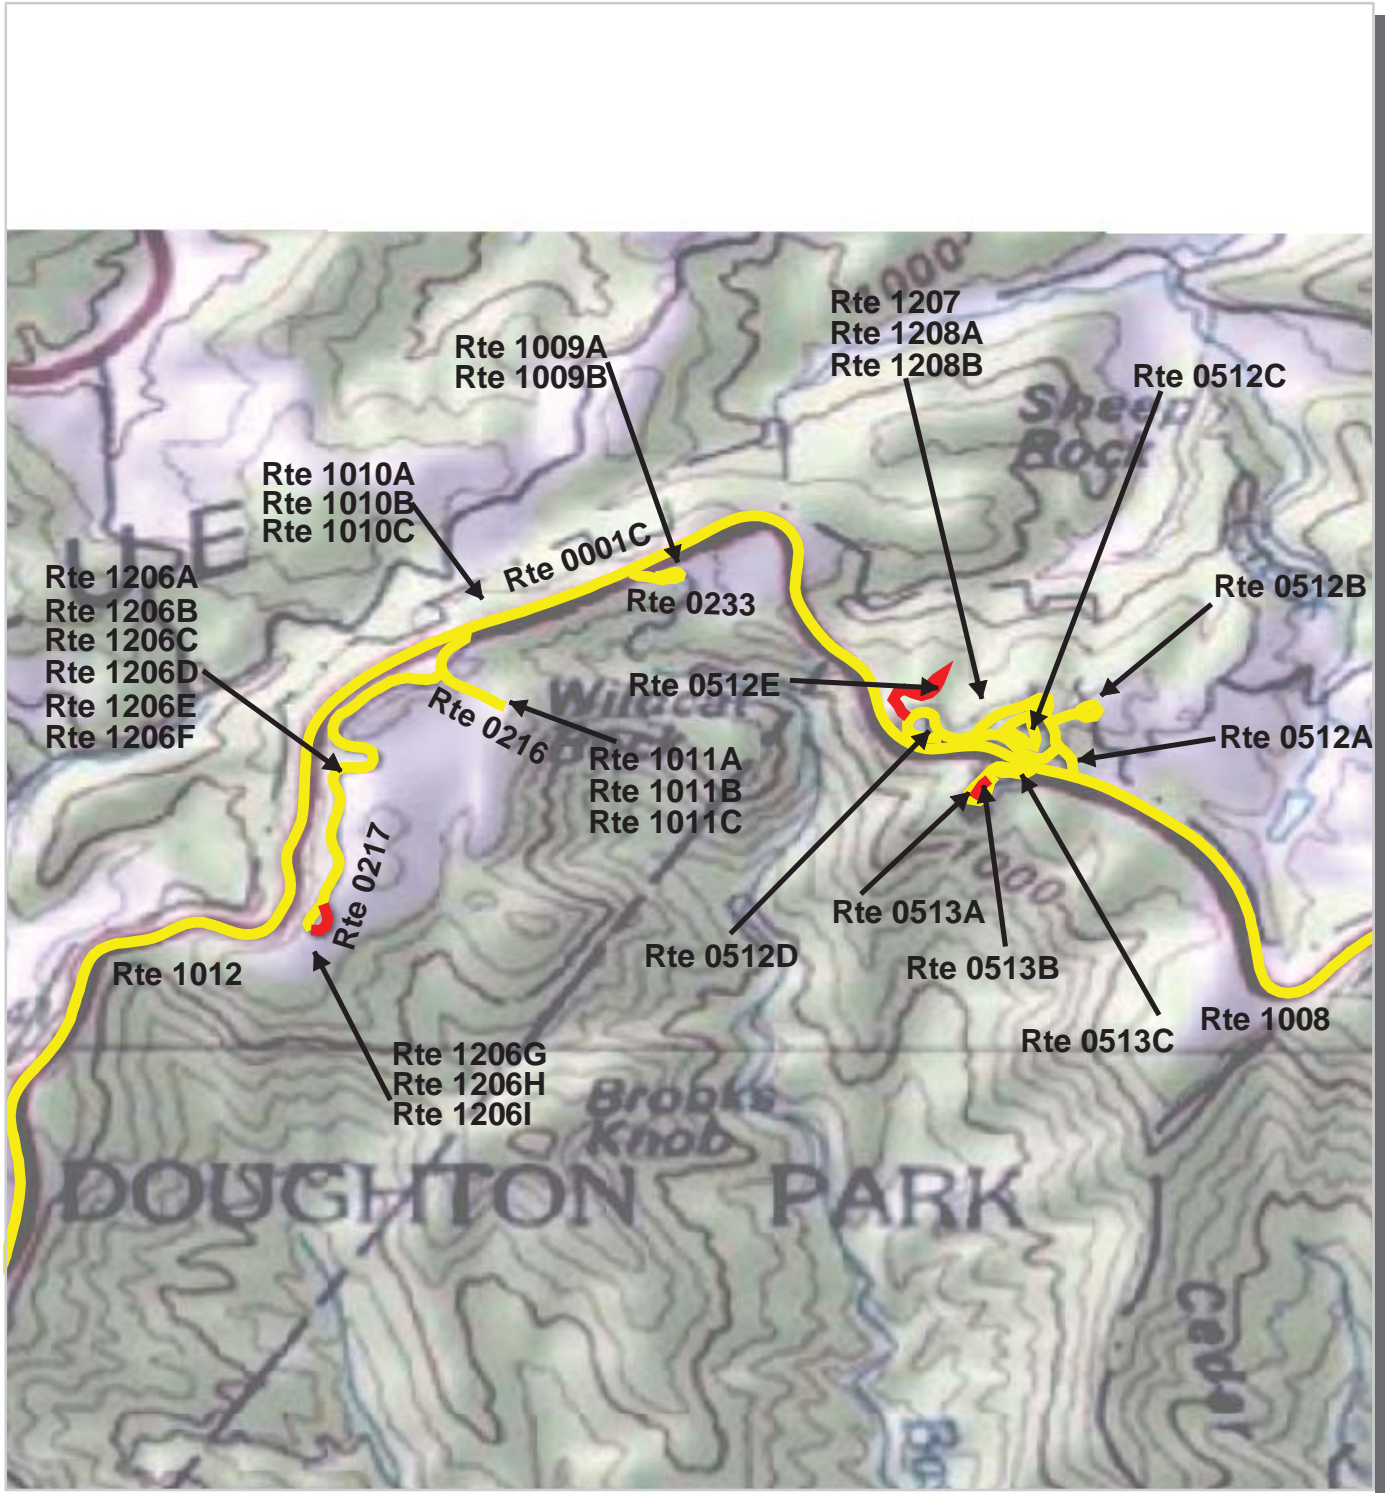 1000
Rte 1207
Rte 1208A
Rte 1208B
Rte 1009A
Rte 1009B
Rte 0512C
Sheep
Rock
Rte 1010A
Rte 1010B
Rte 1010C
Rte 0001C
Rte 1206A
Rte 1206B
Rte 1206C
Rte 1206D
Rte 1206E
Rte 1206F
Rte 0233
Rte 0512B
Rte 0512E
Wildcat
Rte 0216
Rte 1011A
Rte 1011B
Rte 1011C
Rte 0512A
Rte 0217
1000
Rte 0513A
Rte 0512D
Rte 0513B
Rte 1012
Rte 1008
Rte 0513C
Rte 1206G
Rte 1206H
Rte 1206I
Brooks
Knob
DOUGHTON PARK